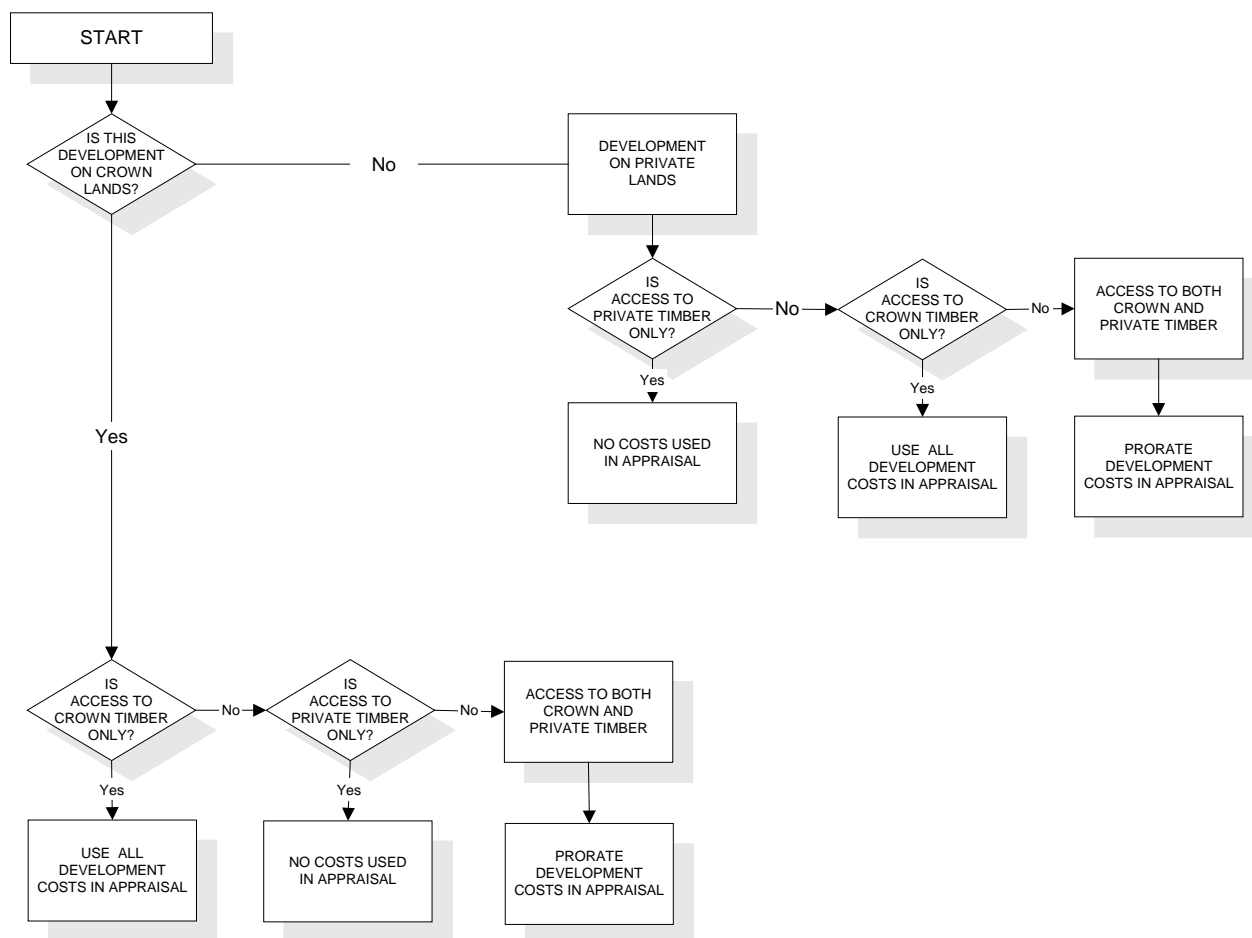 START
IS THIS
DEVELOPMENT
ON CROWN
LANDS?
No
DEVELOPMENT
ON PRIVATE
LANDS
IS
ACCESS TO
PRIVATE TIMBER
ONLY?
No
IS
ACCESS TO
CROWN TIMBER
ONLY?
No
ACCESS TO BOTH
CROWN AND
PRIVATE TIMBER
Yes
Yes
NO COSTS USED
IN APPRAISAL
USE ALL
DEVELOPMENT
COSTS IN APPRAISAL
PRORATE
DEVELOPMENT
COSTS IN APPRAISAL
Yes
IS
ACCESS TO
CROWN TIMBER
ONLY?
No
IS
ACCESS TO
PRIVATE TIMBER
ONLY?
No
ACCESS TO BOTH
CROWN AND
PRIVATE TIMBER
Yes
Yes
USE ALL
DEVELOPMENT
COSTS IN APPRAISAL
NO COSTS USED
IN APPRAISAL
PRORATE
DEVELOPMENT
COSTS IN APPRAISAL